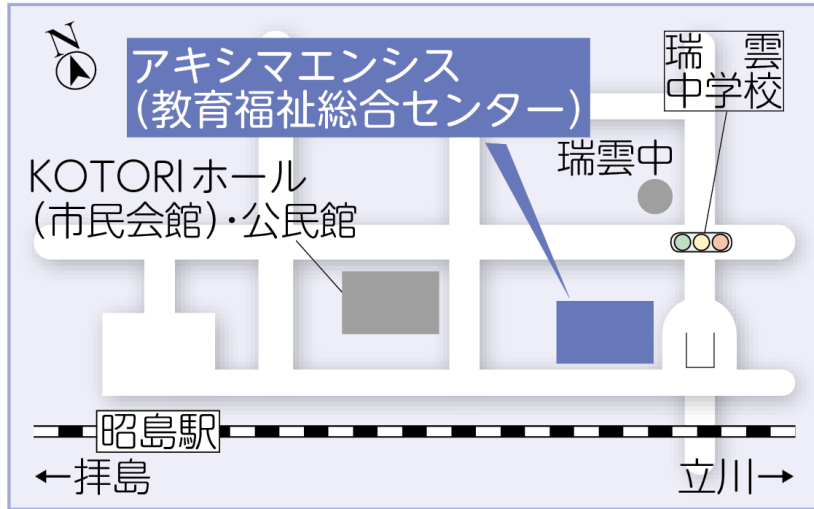 N
アキシマエンシス
(教育福祉総合センター)
瑞雲
中学校
瑞雲中
KOTORIホール
(市民会館)・公民館
昭島駅
←拝島
立川→